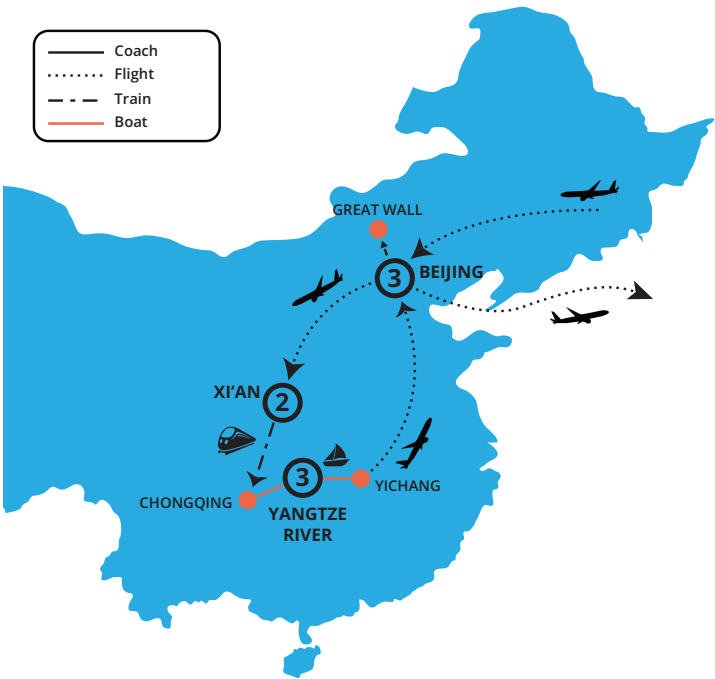 Coach
Flight
Train
Boat
GREAT WALL
3
BEIJING
XI’AN
2
3
CHONGQING
YICHANG
YANGTZE
RIVER